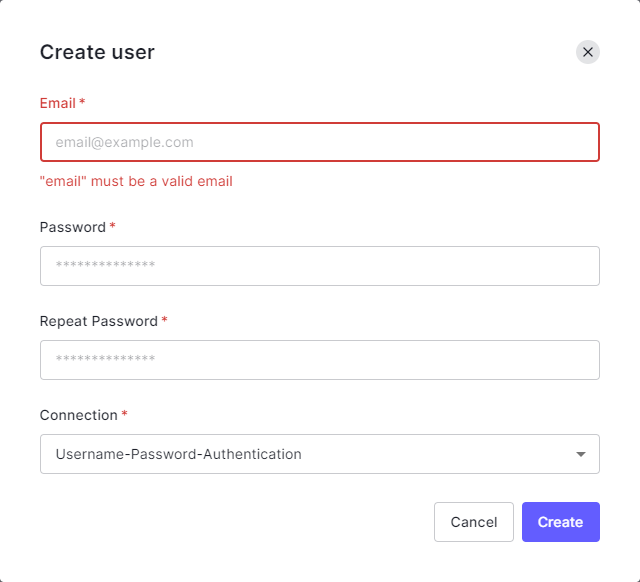 Create user
Email *
email@example.com
"email" must be a valid email
Password *
**************
Repeat Password *
**************
Connection *
Username-Password-Authentication
Cancel Create